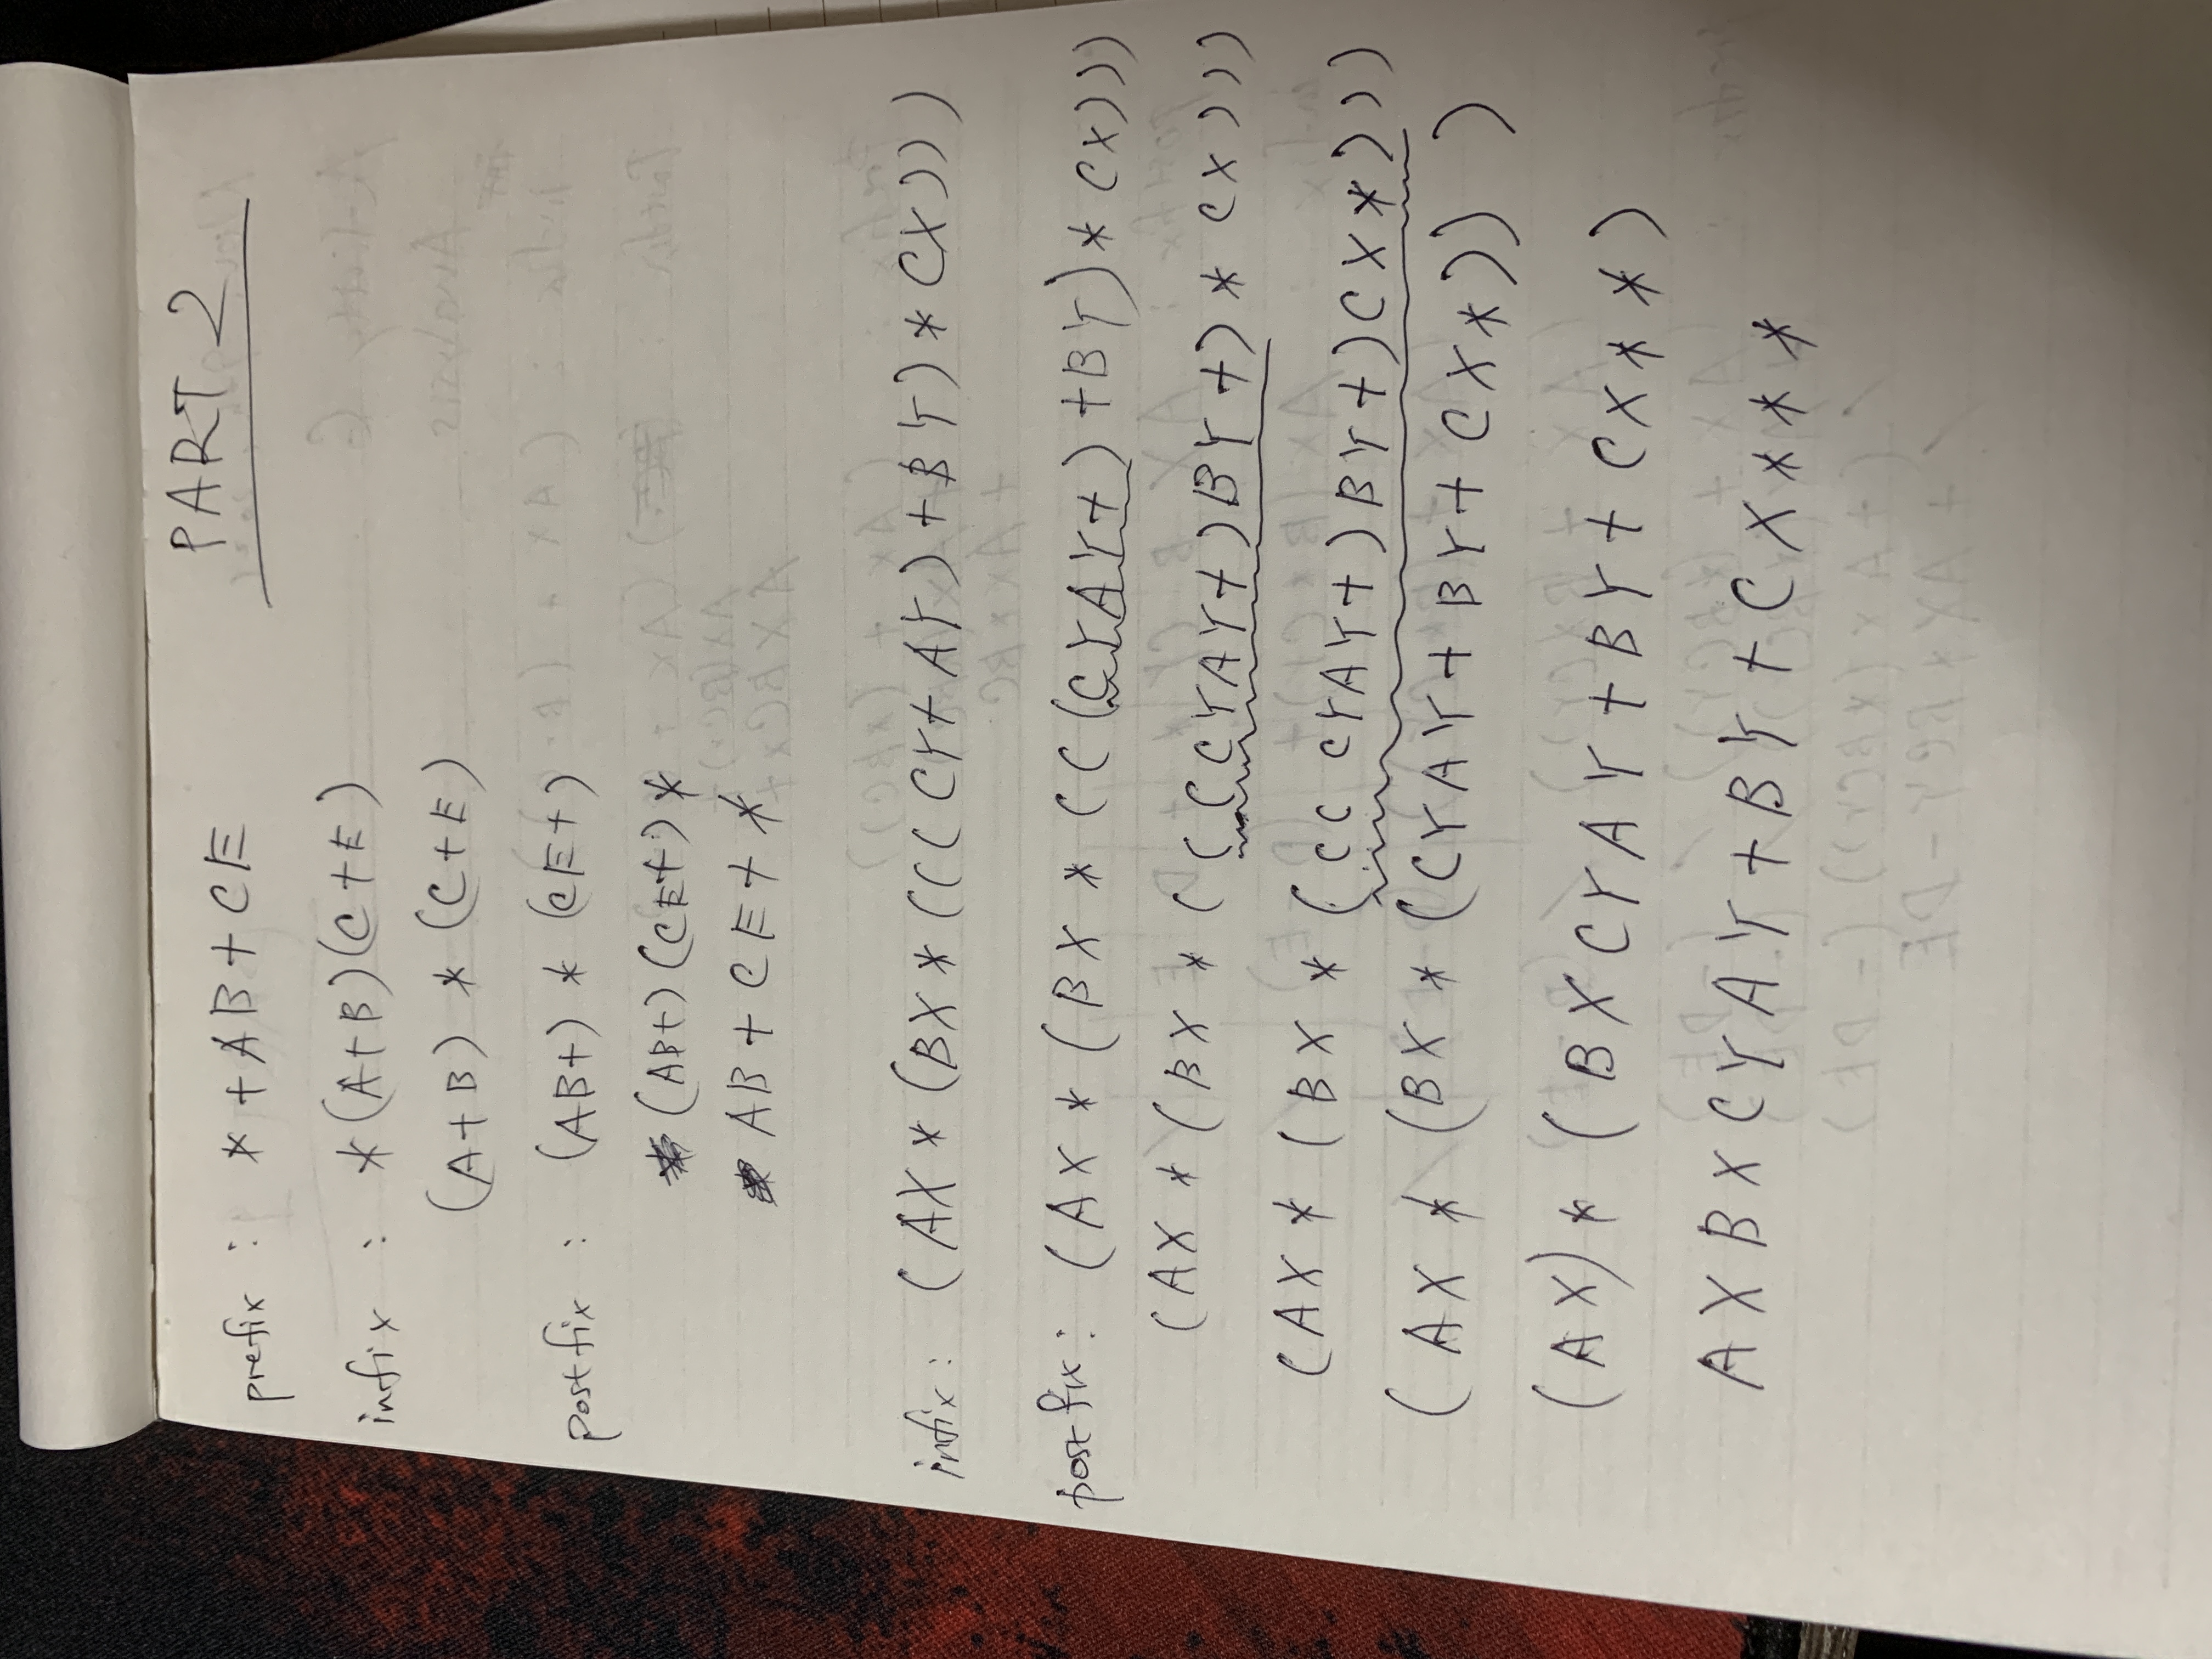 PART 2
prefix : * + AB + CE
infix : * (A+B)(C+E)
(A+B) * (C+E)
postfix : (AB+) * (CE+)
(AB+)(CE+) *
AB + CE + *
infix : (AX * (BX * (((CY+AY)+BY) * CX)))
postfix : (AX * (BX * (((CYAY+)+BY) * CX)))
(AX * (BX * (((CYAY+)BY+) * CX)))
(AX * (BX * (((CYAY+)BY+)CX*)))
(AX * (BX * (CYAY+BY+CX*)))
(AX) * (BXCYAY+BY+CX**)
AXBXCYAY+BY+CX***